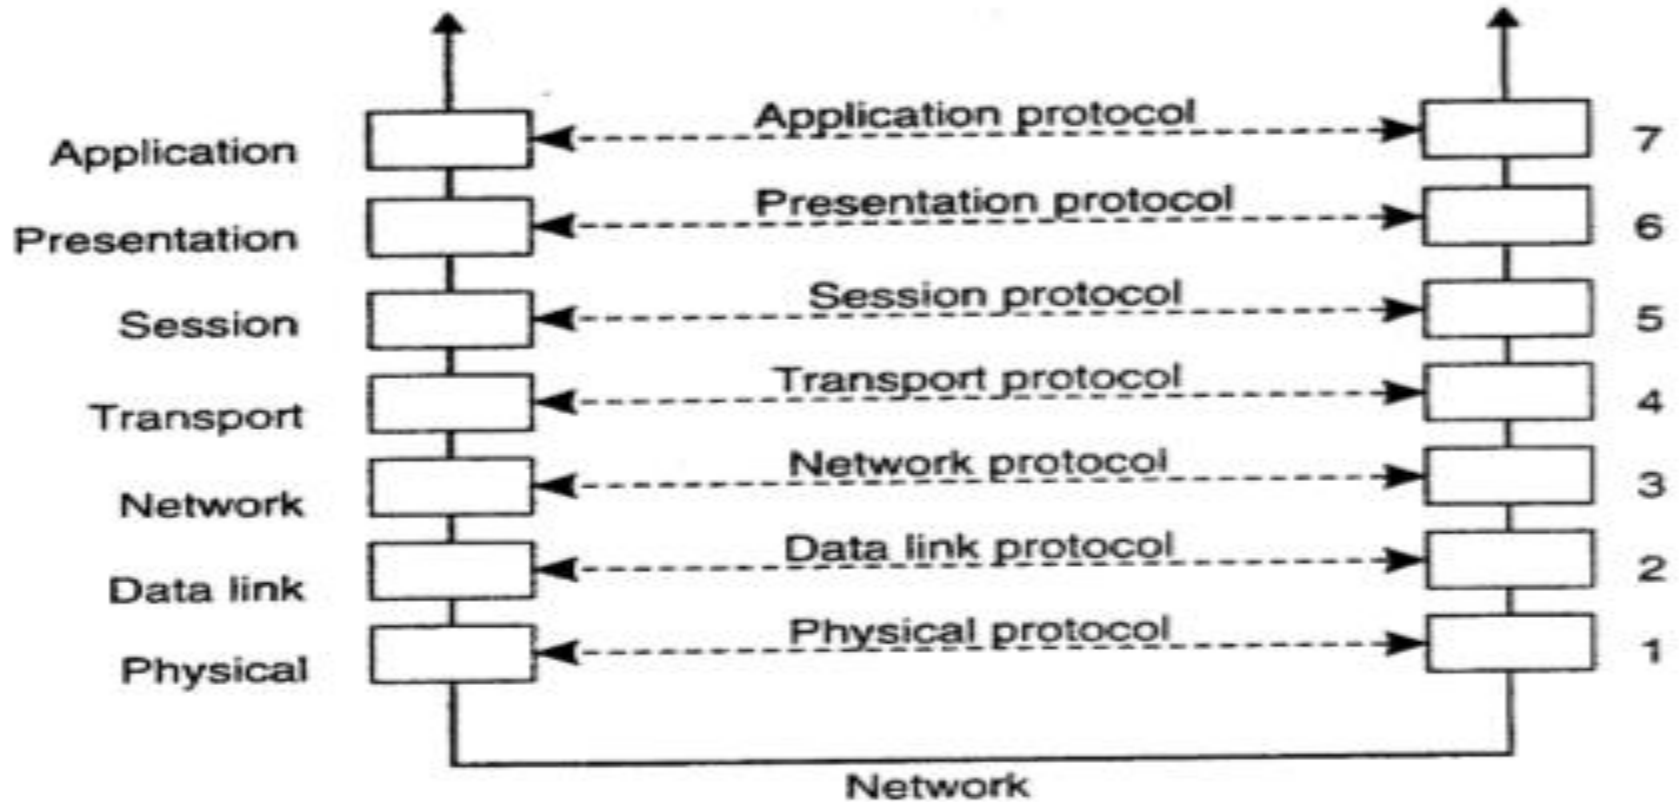 Application protocol
Application
7
Presentation protocol
Presentation
6
Session protocol
Session
5
Transport protocol
Transport
4
Network protocol
Network
3
Data link protocol
Data link
2
Physical protocol
Physical
1
Network